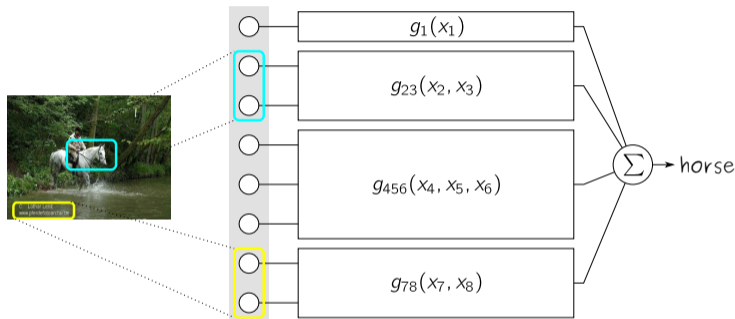 g₁(x₁)
g₂₃(x₂, x₃)
g₄₅₆(x₄, x₅, x₆)
g₇₈(x₇, x₈)
Σ
horse